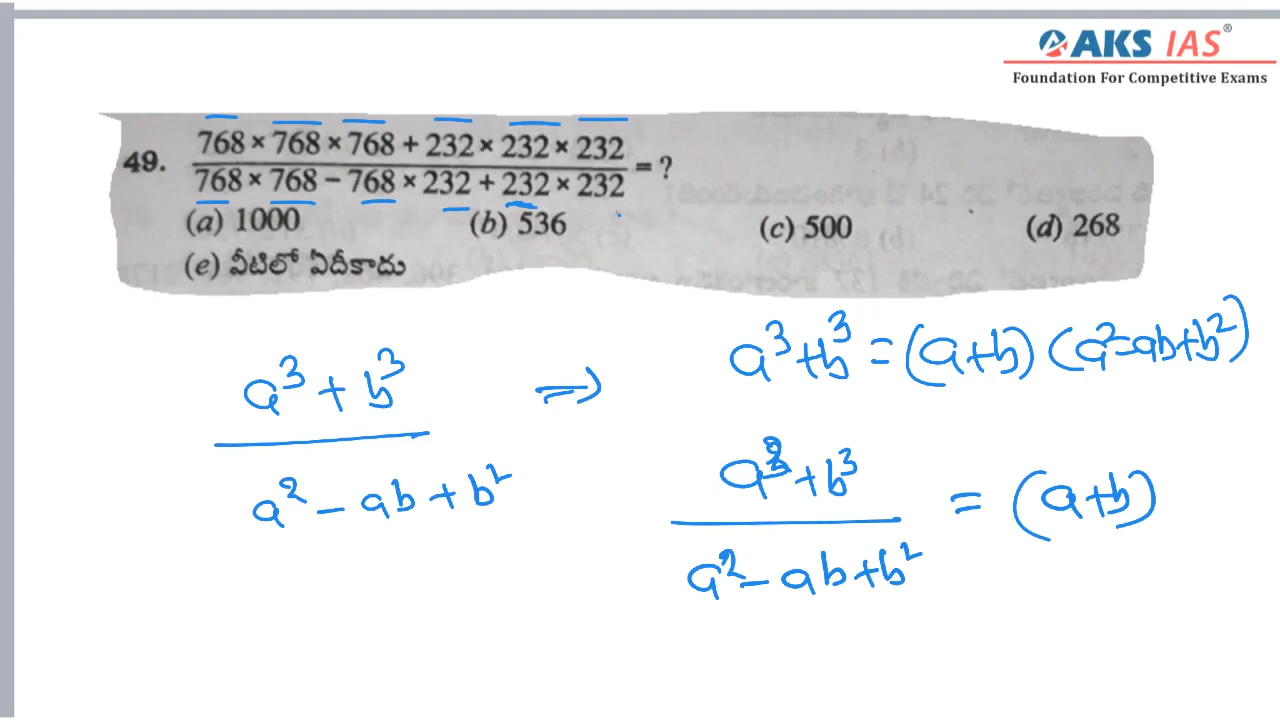 AKS IAS®
Foundation For Competitive Exams
49. 768 × 768 × 768 + 232 × 232 × 232 / 768 × 768 − 768 × 232 + 232 × 232 = ?
(a) 1000 (b) 536 (c) 500 (d) 268
(e) వీటిలో ఏదీకాదు
a³ + b³ / a² − ab + b² ⇒
a³ + b³ = (a+b) (a² − ab + b²)
a³ + b³ / a² − ab + b² = (a+b)